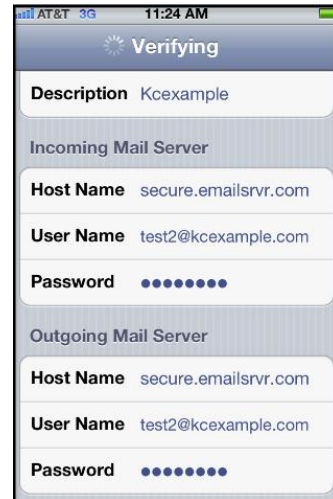 AT&T 3G 11:24 AM
Verifying
Description Kcexample
Incoming Mail Server
Host Name secure.emailsrvr.com
User Name test2@kcexample.com
Password ••••••••
Outgoing Mail Server
Host Name secure.emailsrvr.com
User Name test2@kcexample.com
Password ••••••••